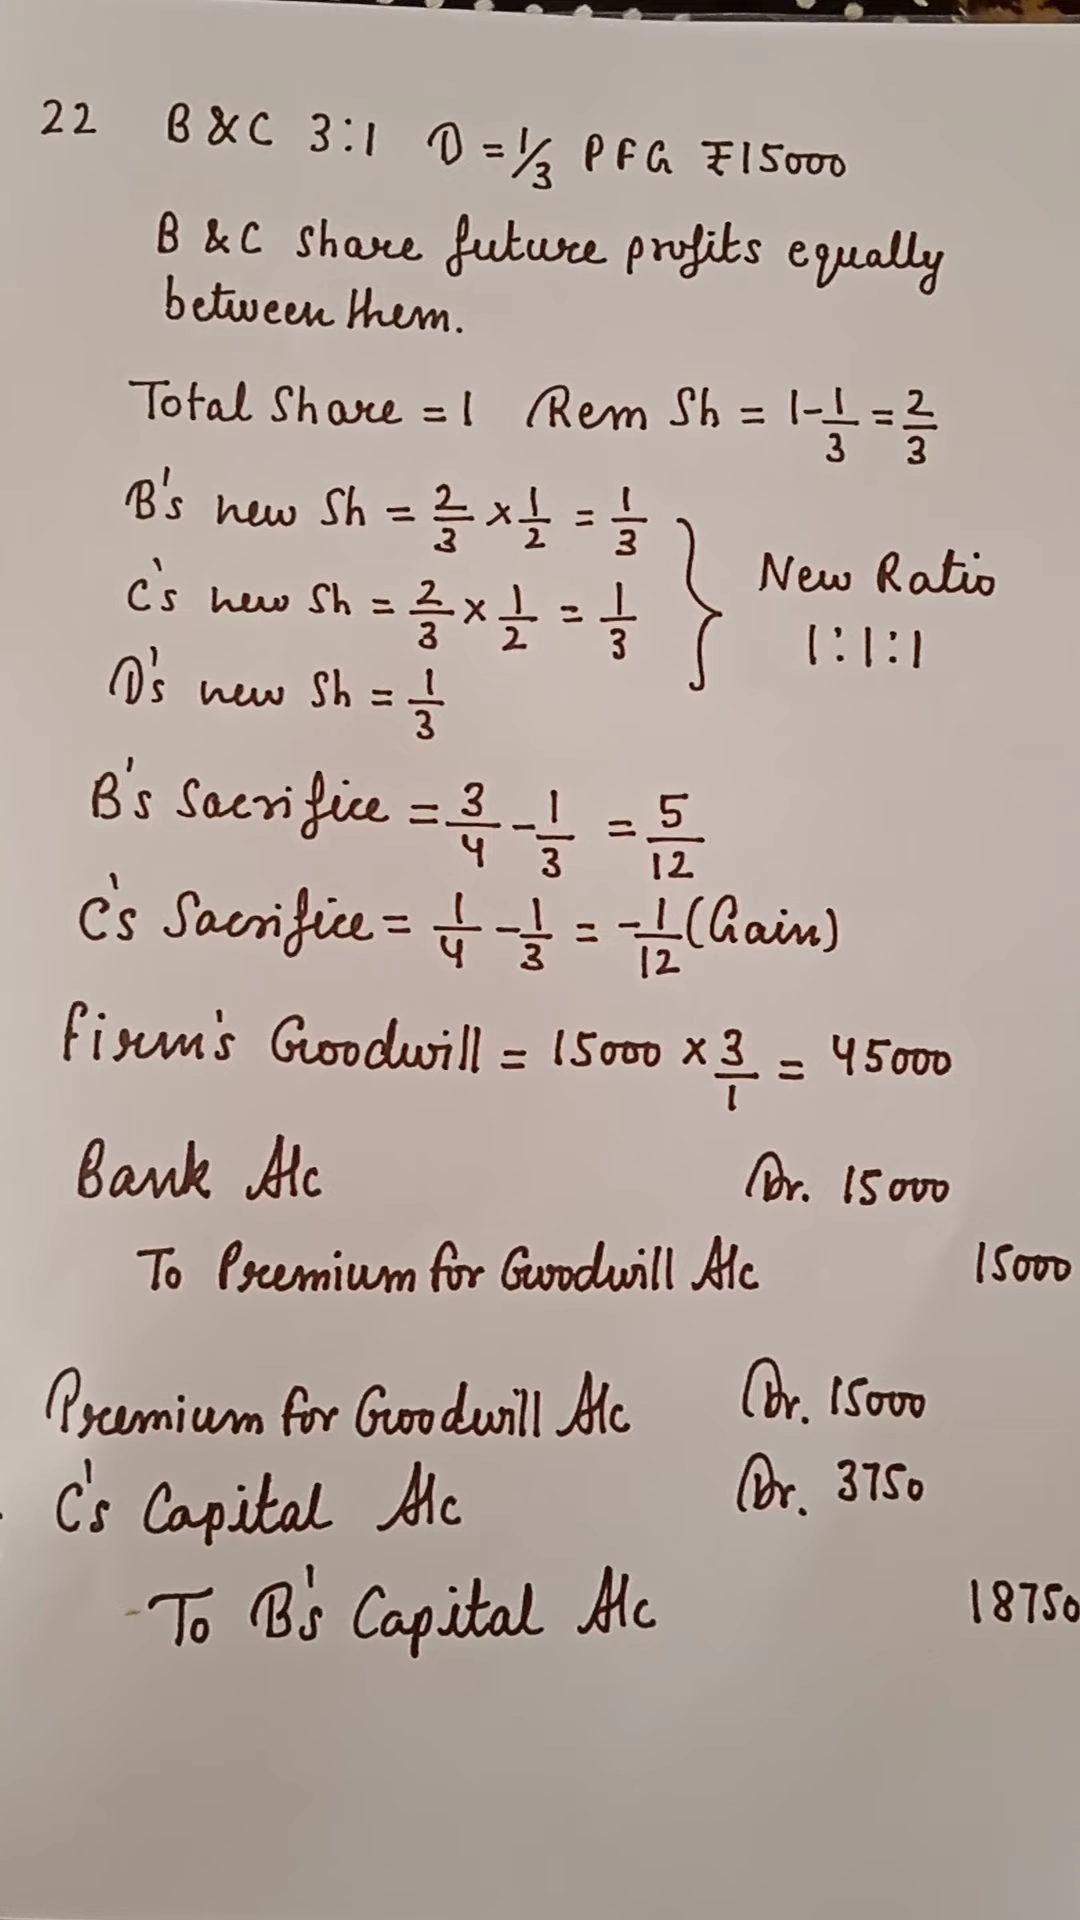 22 B & C 3:1 D = 1/3 PFG ₹15000
B & C share future profits equally
between them.
Total Share = 1 Rem Sh = 1 - 1/3 = 2/3
B's new Sh = 2/3 × 1/2 = 1/3
C's new Sh = 2/3 × 1/2 = 1/3
D's new Sh = 1/3
New Ratio
1:1:1
B's Sacrifice = 3/4 - 1/3 = 5/12
C's Sacrifice = 1/4 - 1/3 = -1/12 (Gain)
Firm's Goodwill = 15000 × 3/1 = 45000
Bank A/c Dr. 15000
To Premium for Goodwill A/c 15000
Premium for Goodwill A/c Dr. 15000
C's Capital A/c Dr. 3750
To B's Capital A/c 18750